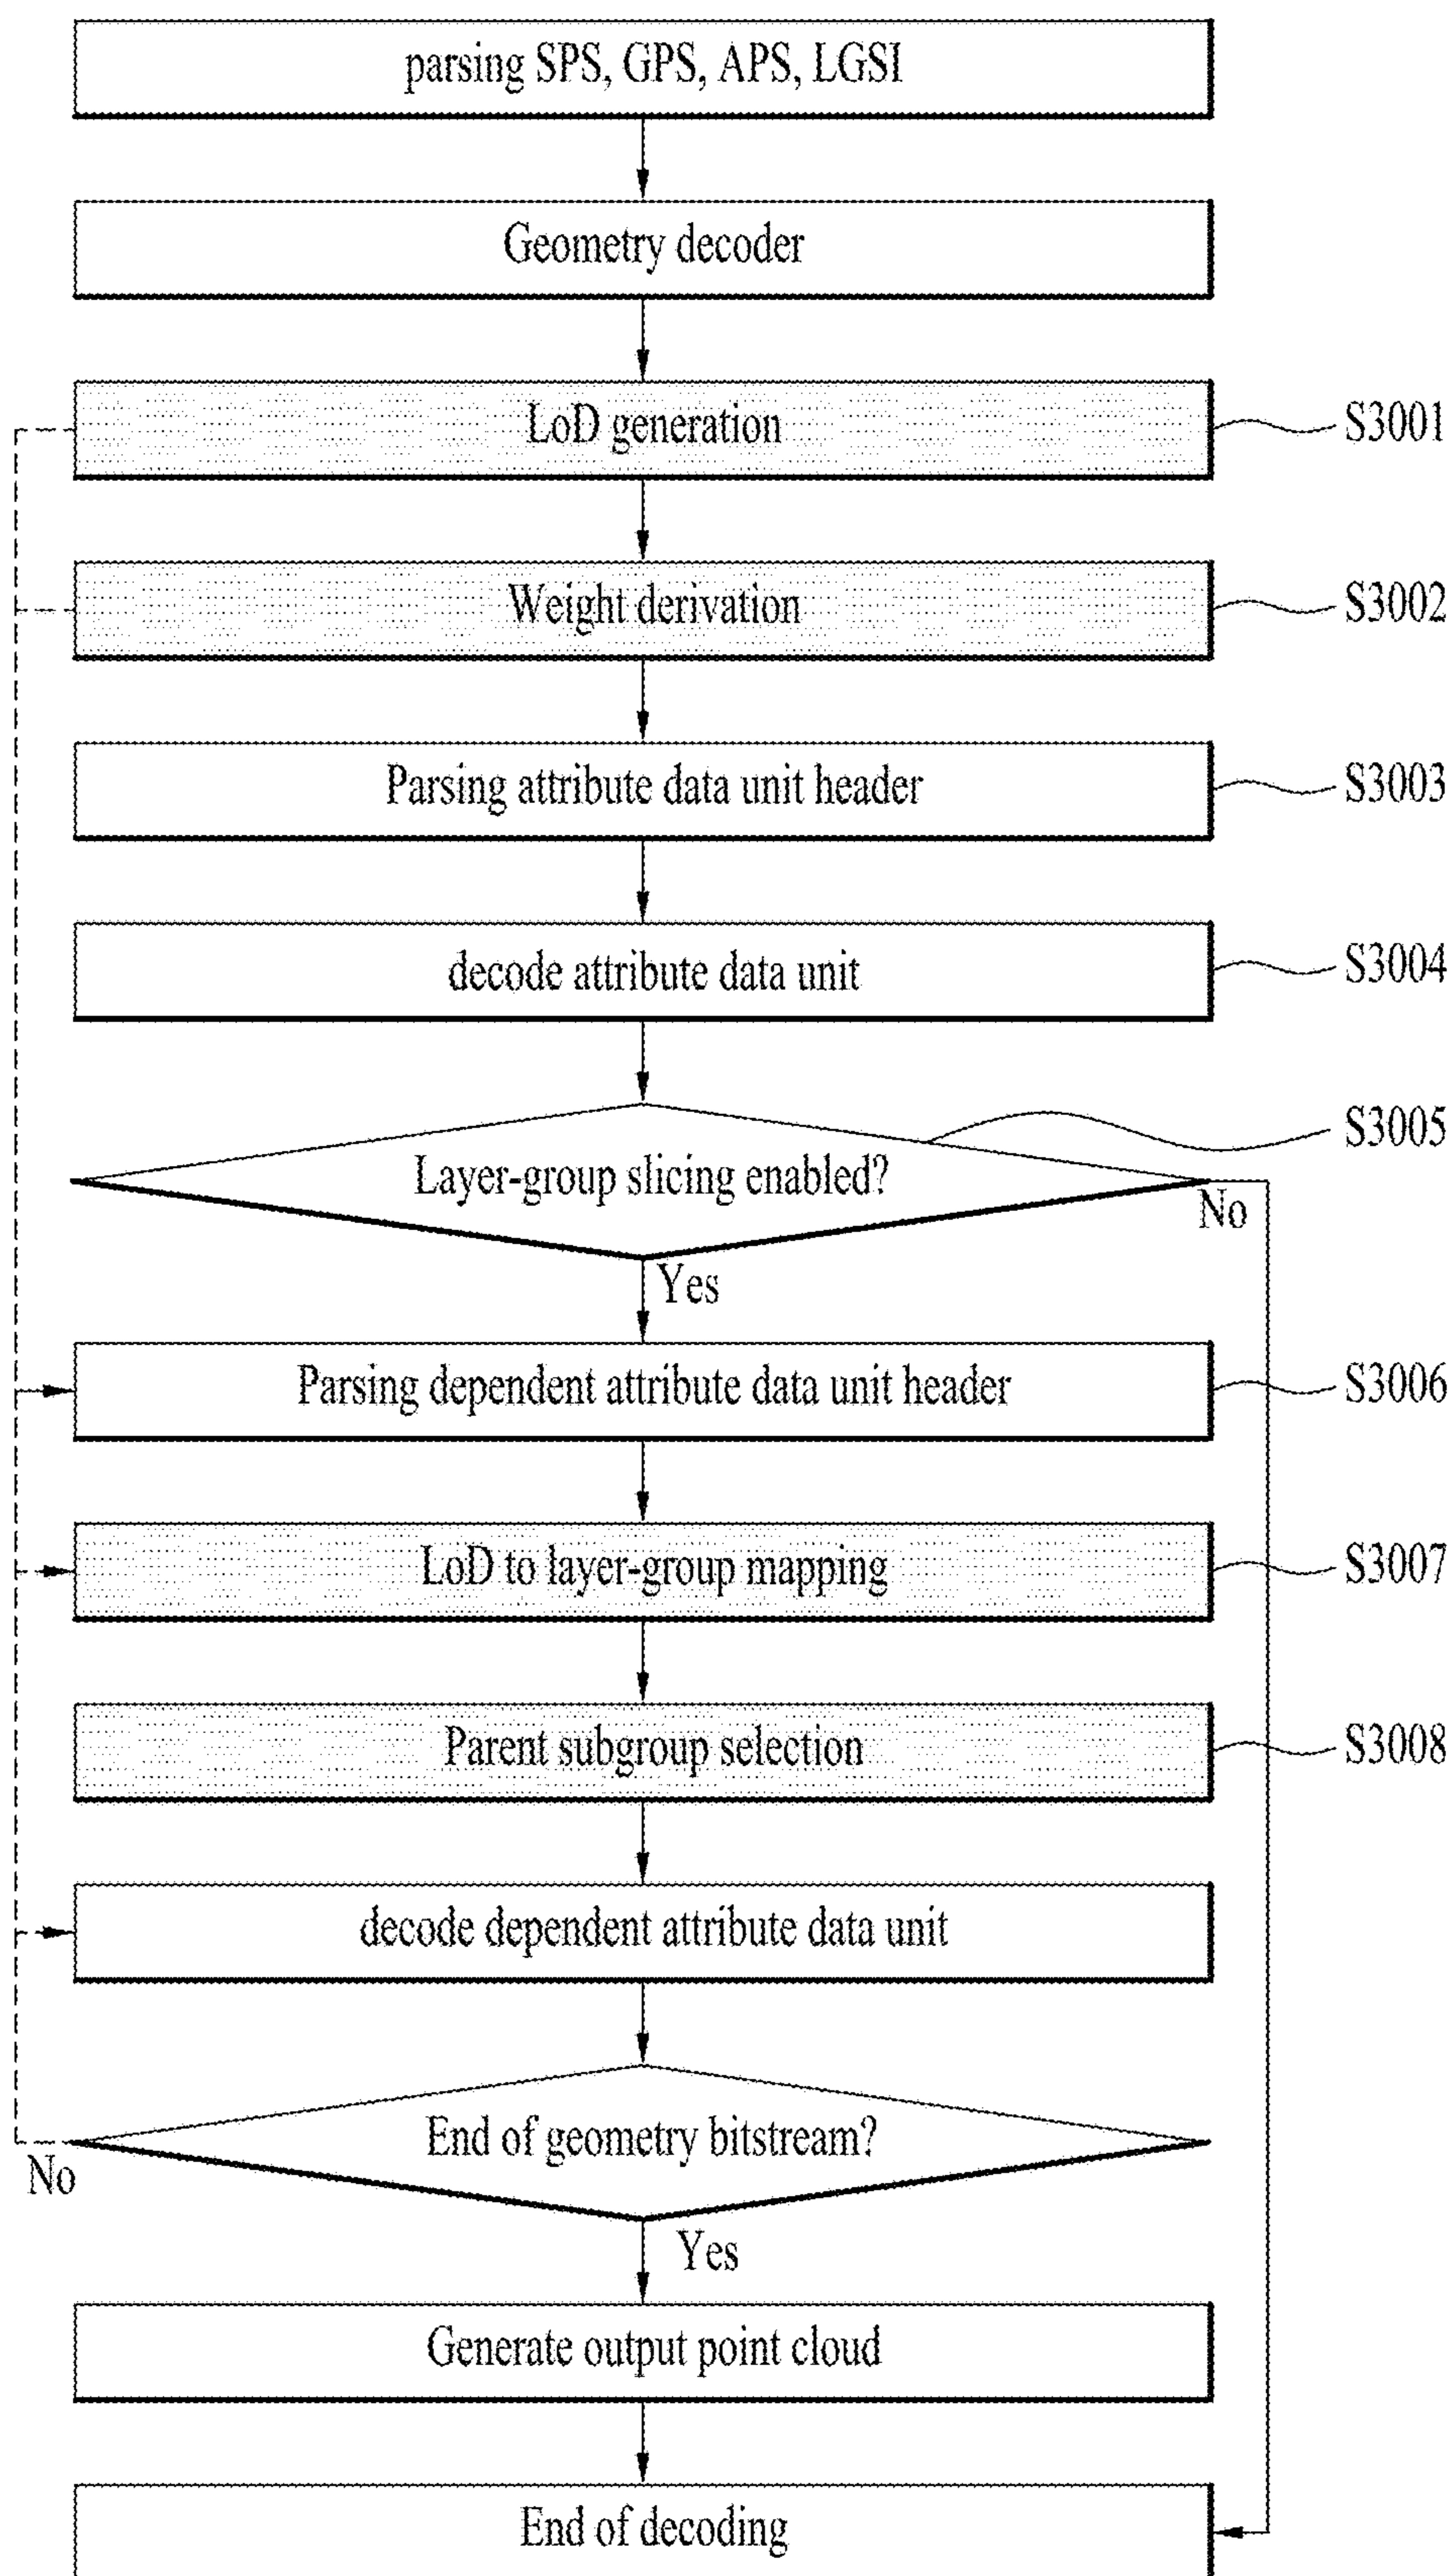 parsing SPS, GPS, APS, LGSI
Geometry decoder
LoD generation
S3001
Weight derivation
S3002
Parsing attribute data unit header
S3003
decode attribute data unit
S3004
S3005
Layer-group slicing enabled?
No
Yes
Parsing dependent attribute data unit header
S3006
LoD to layer-group mapping
S3007
Parent subgroup selection
S3008
decode dependent attribute data unit
End of geometry bitstream?
No
Yes
Generate output point cloud
End of decoding